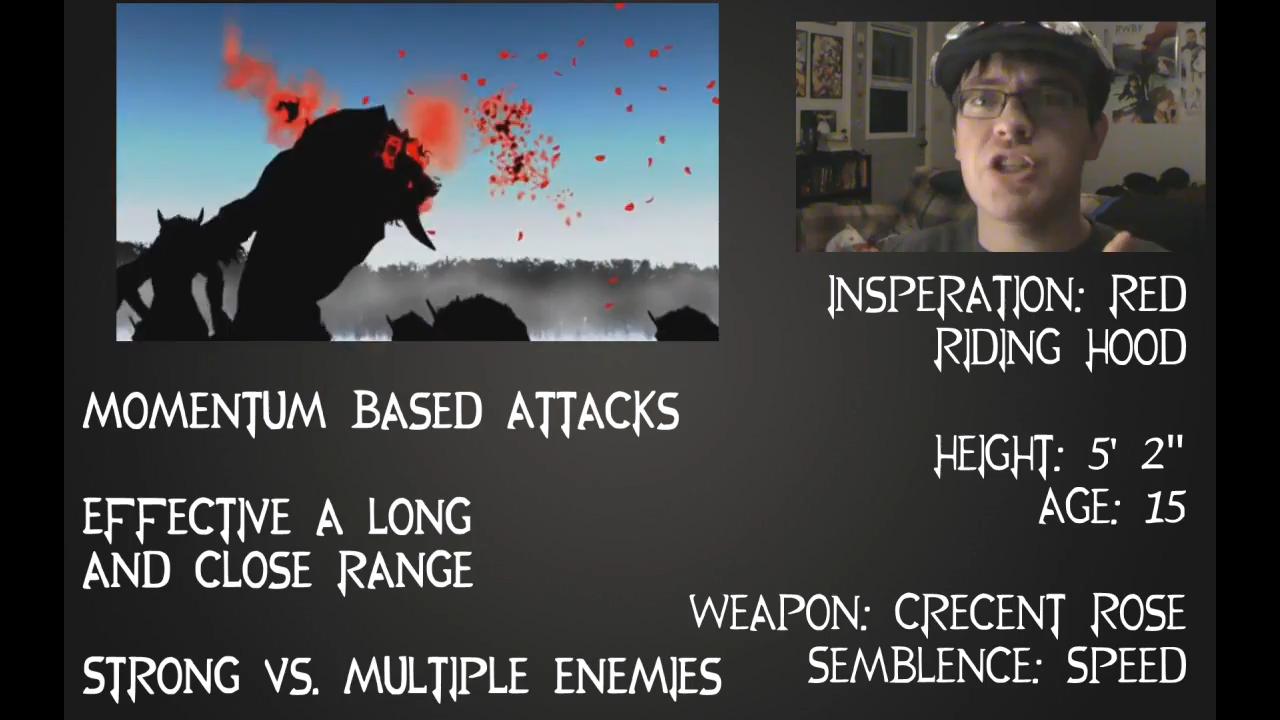 RWBY
INSPERATION: RED
RIDING HOOD
MOMENTUM BASED ATTACKS
HEIGHT: 5' 2"
AGE: 15
EFFECTIVE A LONG
AND CLOSE RANGE
WEAPON: CRECENT ROSE
SEMBLENCE: SPEED
STRONG VS. MULTIPLE ENEMIES